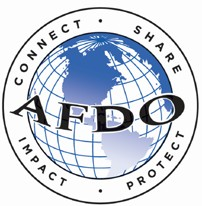 CONNECT • SHARE
AFDO
IMPACT • PROTECT